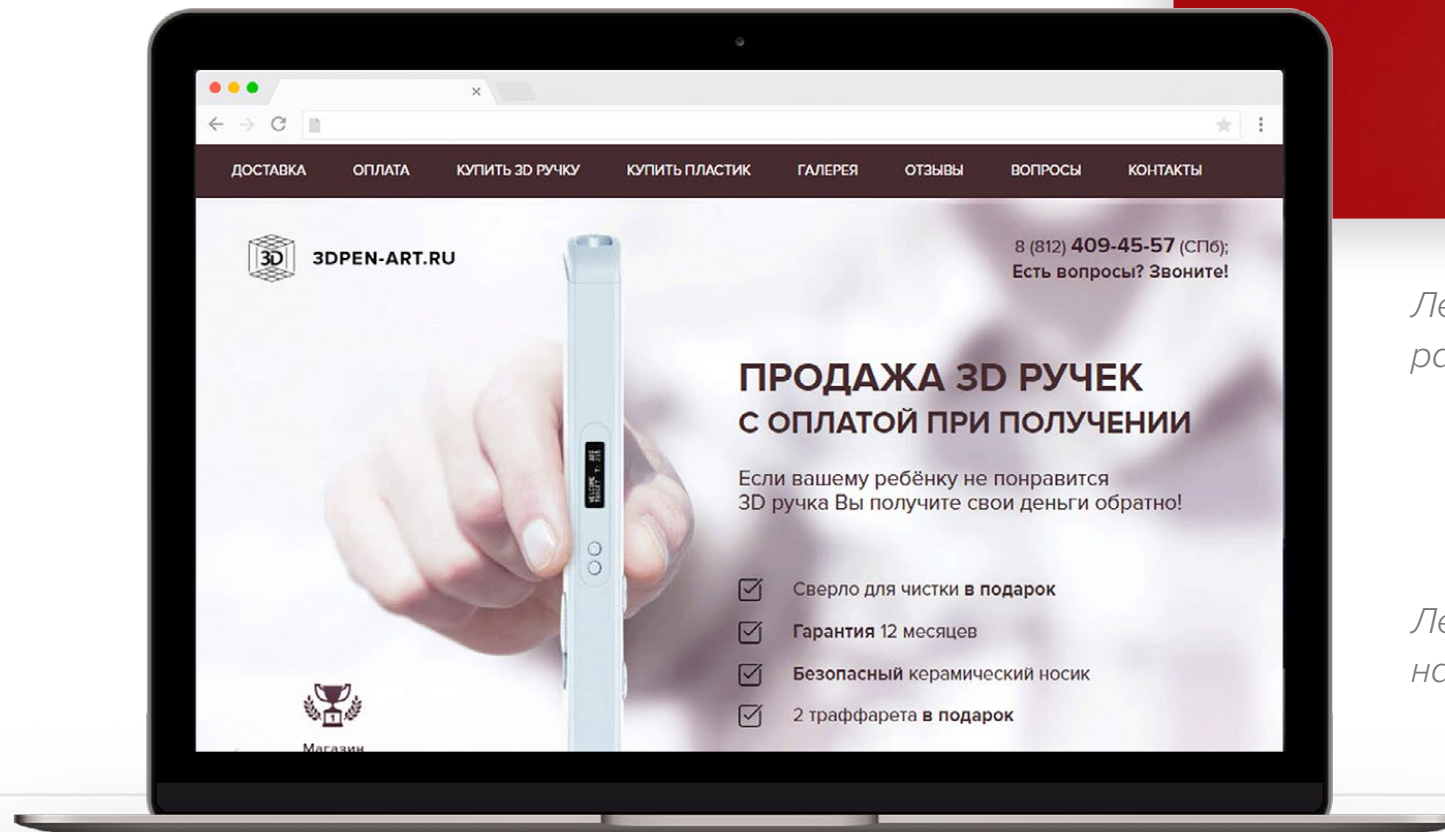 ДОСТАВКА ОПЛАТА КУПИТЬ 3D РУЧКУ КУПИТЬ ПЛАСТИК ГАЛЕРЕЯ ОТЗЫВЫ ВОПРОСЫ КОНТАКТЫ
3D 3DPEN-ART.RU
8 (812) 409-45-57 (СПб);
Есть вопросы? Звоните!
ПРОДАЖА 3D РУЧЕК
С ОПЛАТОЙ ПРИ ПОЛУЧЕНИИ
Если вашему ребёнку не понравится
3D ручка Вы получите свои деньги обратно!
Сверло для чистки в подарок
Гарантия 12 месяцев
Безопасный керамический носик
2 траффарета в подарок
1
Магазин